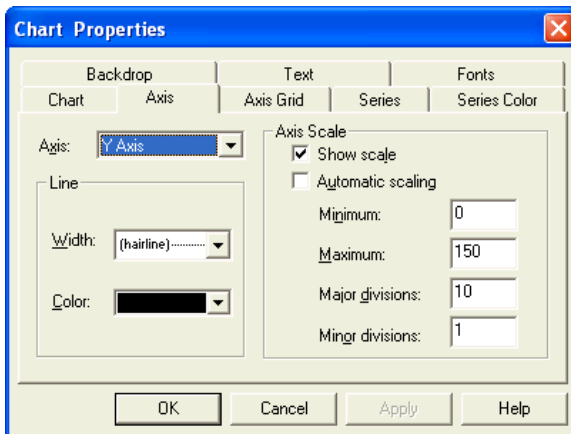 Chart Properties
Backdrop Text Fonts
Chart Axis Axis Grid Series Series Color
Axis: Y Axis
Axis Scale
Show scale
Automatic scaling
Line
Minimum: 0
Width: (hairline)
Maximum: 150
Color:
Major divisions: 10
Minor divisions: 1
OK Cancel Apply Help